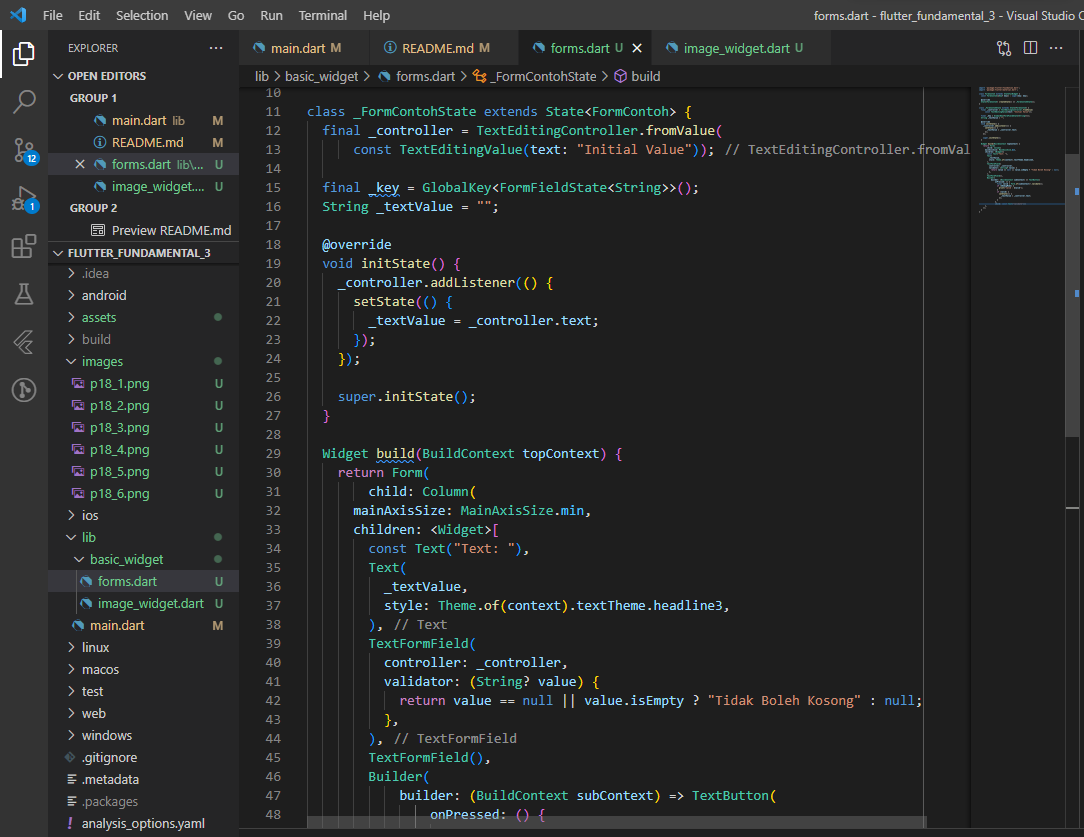 File Edit Selection View Go Run Terminal Help forms.dart - flutter_fundamental_3 - Visual Studio
EXPLORER ···
main.dart M README.md M forms.dart U image_widget.dart U ···
OPEN EDITORS
GROUP 1
main.dart lib M
README.md M
forms.dart lib\... U
image_widget.... U
GROUP 2
Preview README.md
12
1
FLUTTER_FUNDAMENTAL_3
.idea
android
assets
build
images
p18_1.png U
p18_2.png U
p18_3.png U
p18_4.png U
p18_5.png U
p18_6.png U
ios
lib
basic_widget
forms.dart U
image_widget.dart U
main.dart M
linux
macos
test
web
windows
.gitignore
.metadata
.packages
! analysis_options.yaml
lib > basic_widget > forms.dart > _FormContohState > build
10
11 class _FormContohState extends State<FormContoh> {
12 final _controller = TextEditingController.fromValue(
13 const TextEditingValue(text: "Initial Value")); // TextEditingController.fromVal
14
15 final _key = GlobalKey<FormFieldState<String>>();
16 String _textValue = "";
17
18 @override
19 void initState() {
20 _controller.addListener(() {
21 setState(() {
22 _textValue = _controller.text;
23 });
24 });
25
26 super.initState();
27 }
28
29 Widget build(BuildContext topContext) {
30 return Form(
31 child: Column(
32 mainAxisSize: MainAxisSize.min,
33 children: <Widget>[
34 const Text("Text: "),
35 Text(
36 _textValue,
37 style: Theme.of(context).textTheme.headline3,
38 ), // Text
39 TextFormField(
40 controller: _controller,
41 validator: (String? value) {
42 return value == null || value.isEmpty ? "Tidak Boleh Kosong" : null;
43 },
44 ), // TextFormField
45 TextFormField(),
46 Builder(
47 builder: (BuildContext subContext) => TextButton(
48 onPressed: () {